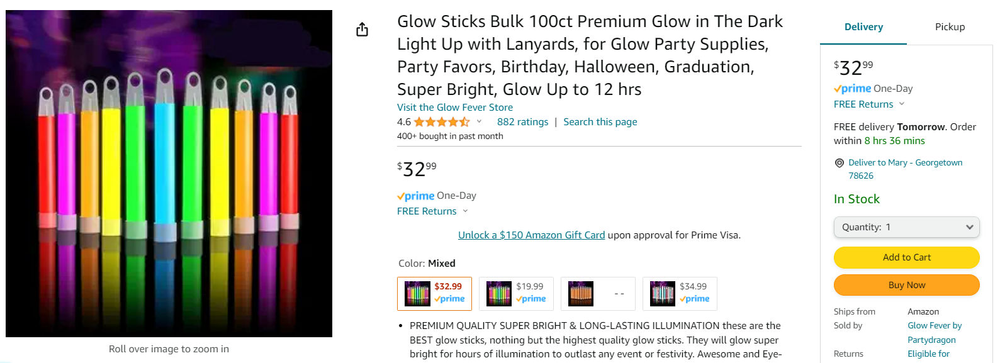 Glow Sticks Bulk 100ct Premium Glow in The Dark
Light Up with Lanyards, for Glow Party Supplies,
Party Favors, Birthday, Halloween, Graduation,
Super Bright, Glow Up to 12 hrs
Visit the Glow Fever Store
4.6 882 ratings | Search this page
400+ bought in past month
$32.99
prime One-Day
FREE Returns
Unlock a $150 Amazon Gift Card upon approval for Prime Visa.
Color: Mixed
$32.99
prime
$19.99
prime
--
$34.99
prime
• PREMIUM QUALITY SUPER BRIGHT & LONG-LASTING ILLUMINATION these are the
BEST glow sticks, nothing but the highest quality glow sticks. They will glow super
bright for hours of illumination to outlast any event or festivity. Awesome and Eye-
Roll over image to zoom in
Delivery Pickup
$32.99
prime One-Day
FREE Returns
FREE delivery Tomorrow. Order
within 8 hrs 36 mins
Deliver to Mary - Georgetown
78626
In Stock
Quantity: 1
Add to Cart
Buy Now
Ships from Amazon
Sold by Glow Fever by
Partydragon
Returns Eligible for